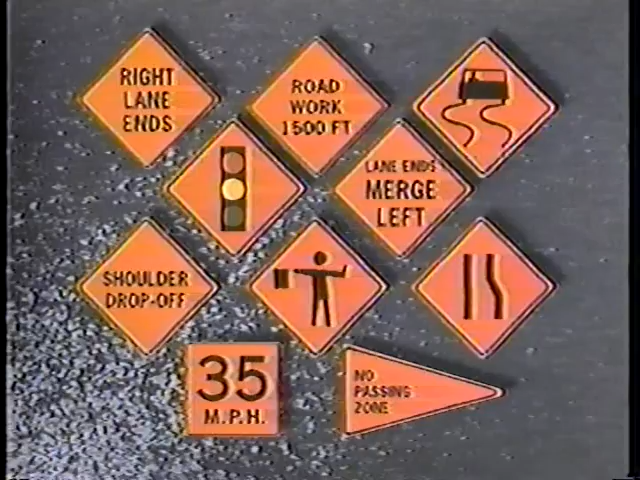 RIGHT
LANE
ENDS
ROAD
WORK
1500 FT
LANE ENDS
MERGE
LEFT
SHOULDER
DROP-OFF
35
M.P.H.
NO
PASSING
ZONE